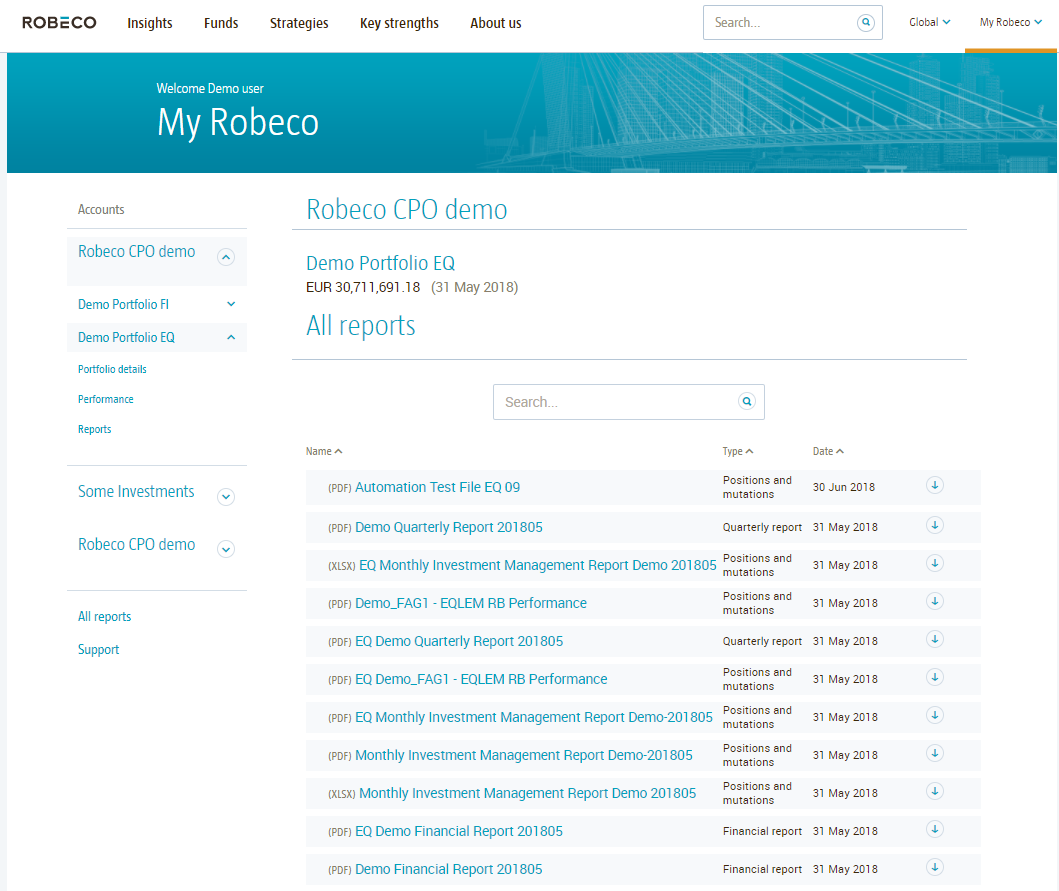 ROBECO Insights Funds Strategies Key strengths About us Search... Global My Robeco
Welcome Demo user
My Robeco
Accounts
Robeco CPO demo
Demo Portfolio FI
Demo Portfolio EQ
Portfolio details
Performance
Reports
Some Investments
Robeco CPO demo
All reports
Support
Robeco CPO demo
Demo Portfolio EQ
EUR 30,711,691.18 (31 May 2018)
All reports
Search...
Name Type Date
(PDF) Automation Test File EQ 09 Positions and mutations 30 Jun 2018
(PDF) Demo Quarterly Report 201805 Quarterly report 31 May 2018
(XLSX) EQ Monthly Investment Management Report Demo 201805 Positions and mutations 31 May 2018
(PDF) Demo_FAG1 - EQLEM RB Performance Positions and mutations 31 May 2018
(PDF) EQ Demo Quarterly Report 201805 Quarterly report 31 May 2018
(PDF) EQ Demo_FAG1 - EQLEM RB Performance Positions and mutations 31 May 2018
(PDF) EQ Monthly Investment Management Report Demo-201805 Positions and mutations 31 May 2018
(PDF) Monthly Investment Management Report Demo-201805 Positions and mutations 31 May 2018
(XLSX) Monthly Investment Management Report Demo 201805 Positions and mutations 31 May 2018
(PDF) EQ Demo Financial Report 201805 Financial report 31 May 2018
(PDF) Demo Financial Report 201805 Financial report 31 May 2018